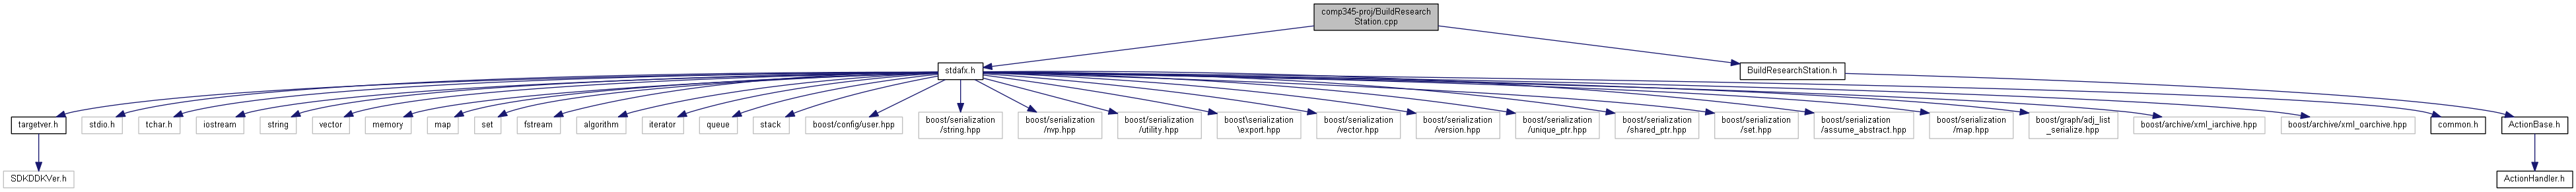 comp345-proj/BuildResearch
Station.cpp
stdafx.h
BuildResearchStation.h
targetver.h
stdio.h
tchar.h
iostream
string
vector
memory
map
set
fstream
algorithm
iterator
queue
stack
boost/config/user.hpp
boost/serialization
/string.hpp
boost/serialization
/nvp.hpp
boost/serialization
/utility.hpp
boost\serialization
\export.hpp
boost/serialization
/vector.hpp
boost/serialization
/version.hpp
boost/serialization
/unique_ptr.hpp
boost/serialization
/shared_ptr.hpp
boost/serialization
/set.hpp
boost/serialization
/assume_abstract.hpp
boost/serialization
/map.hpp
boost/graph/adj_list
_serialize.hpp
boost/archive/xml_iarchive.hpp
boost/archive/xml_oarchive.hpp
common.h
ActionBase.h
SDKDDKVer.h
ActionHandler.h